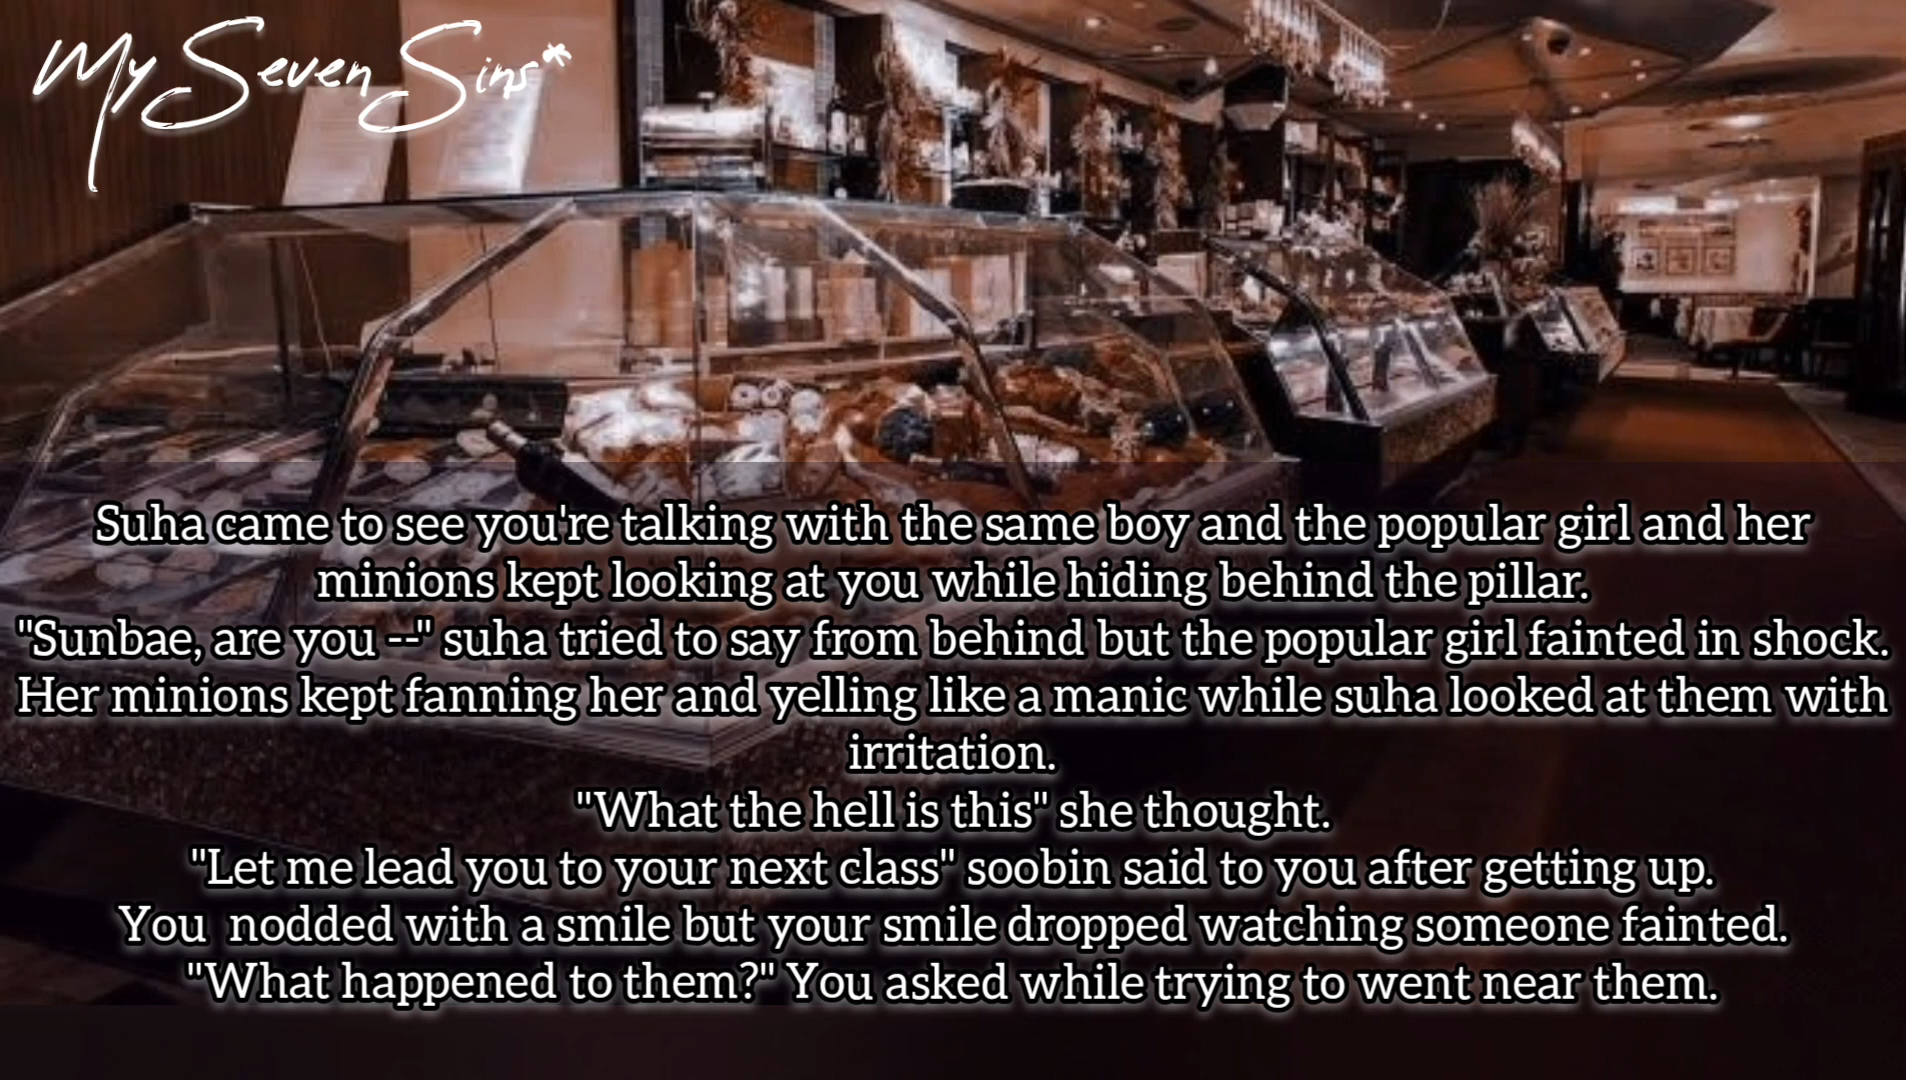 My Seven Sins*
Suha came to see you're talking with the same boy and the popular girl and her
minions kept looking at you while hiding behind the pillar.
"Sunbae, are you --" suha tried to say from behind but the popular girl fainted in shock.
Her minions kept fanning her and yelling like a manic while suha looked at them with
irritation.
"What the hell is this" she thought.
"Let me lead you to your next class" soobin said to you after getting up.
You  nodded with a smile but your smile dropped watching someone fainted.
"What happened to them?" You asked while trying to went near them.